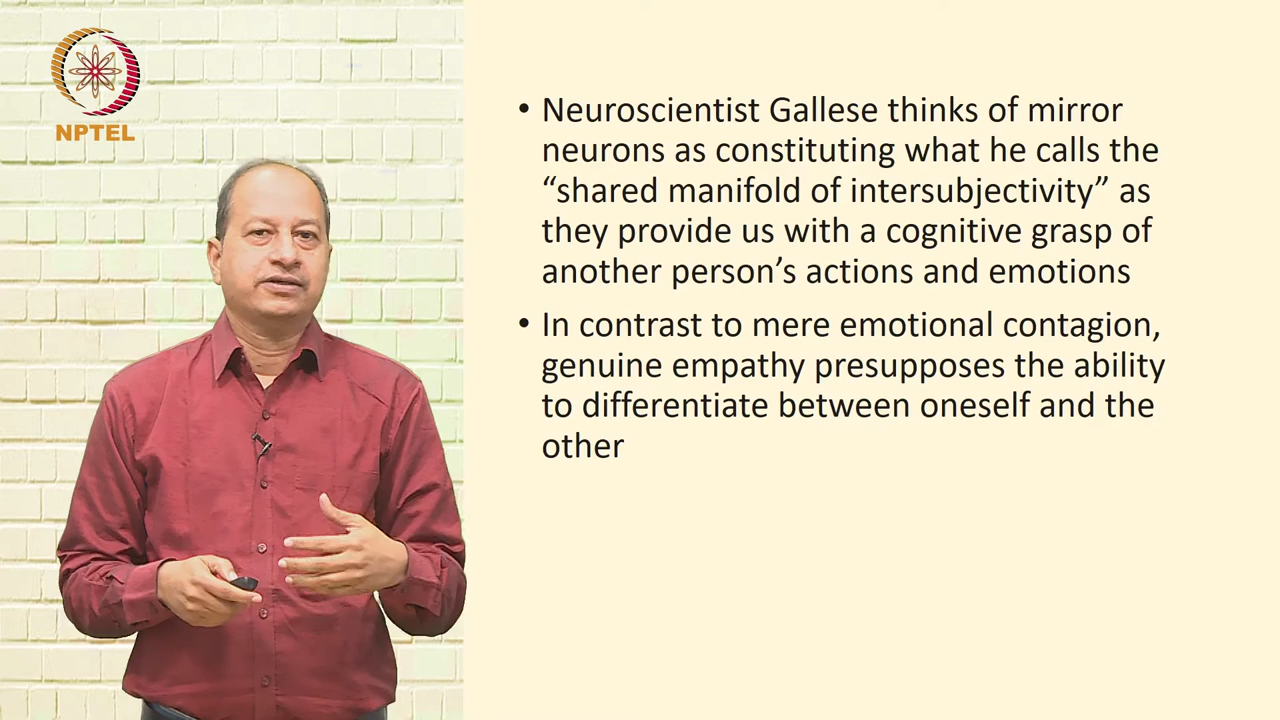 NPTEL
• Neuroscientist Gallese thinks of mirror
neurons as constituting what he calls the
“shared manifold of intersubjectivity” as
they provide us with a cognitive grasp of
another person’s actions and emotions
• In contrast to mere emotional contagion,
genuine empathy presupposes the ability
to differentiate between oneself and the
other